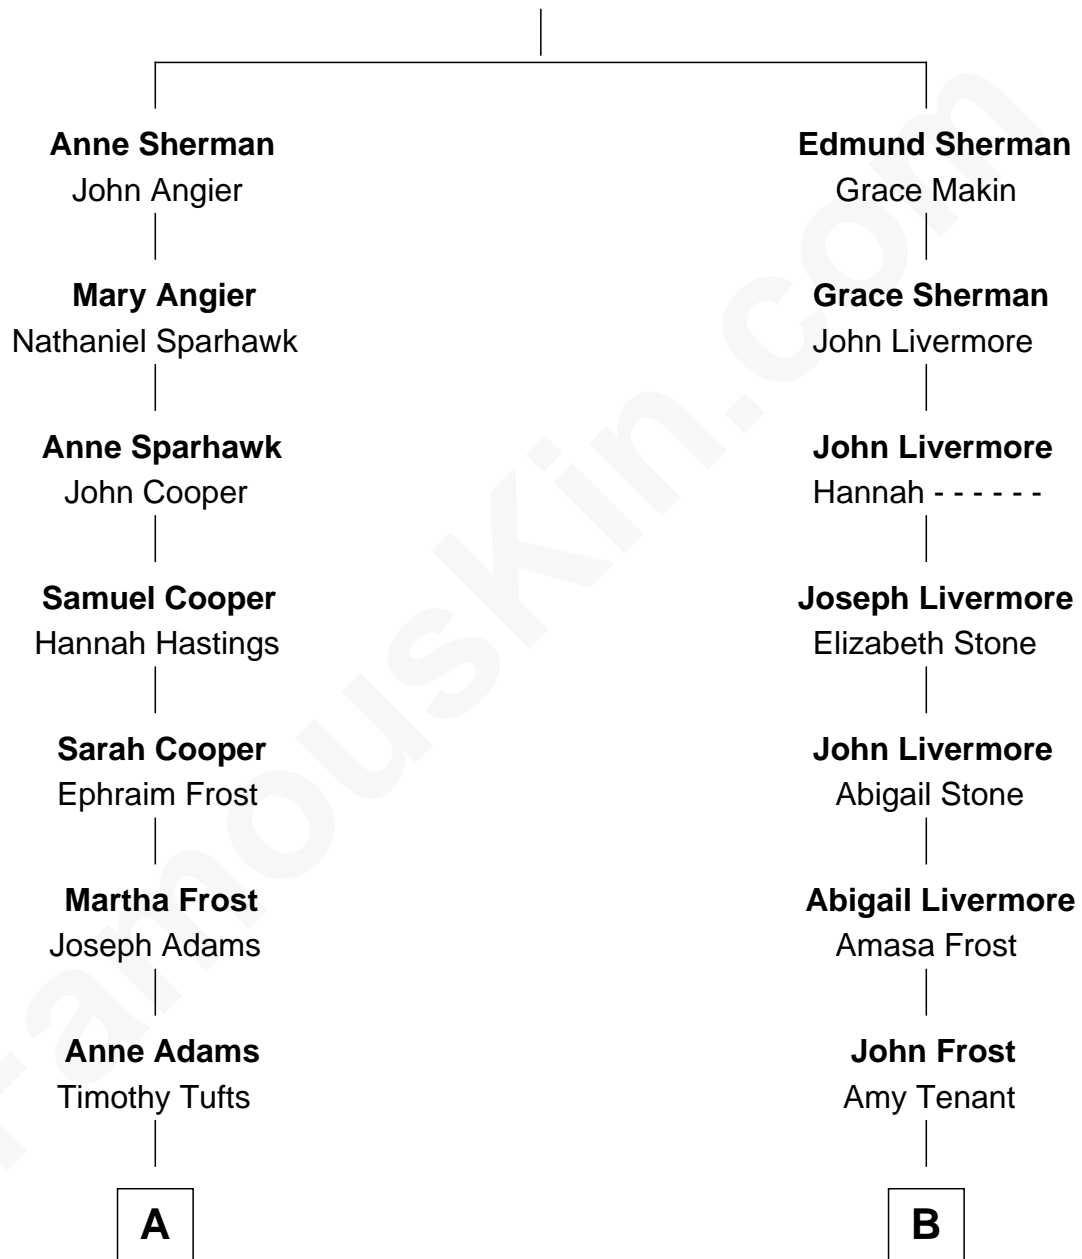 Anne Sherman
John Angier
Mary Angier
Nathaniel Sparhawk
Anne Sparhawk
John Cooper
Samuel Cooper
Hannah Hastings
Sarah Cooper
Ephraim Frost
Martha Frost
Joseph Adams
Anne Adams
Timothy Tufts
A
Edmund Sherman
Grace Makin
Grace Sherman
John Livermore
John Livermore
Hannah - - - - - -
Joseph Livermore
Elizabeth Stone
John Livermore
Abigail Stone
Abigail Livermore
Amasa Frost
John Frost
Amy Tenant
B
FamousKin.com